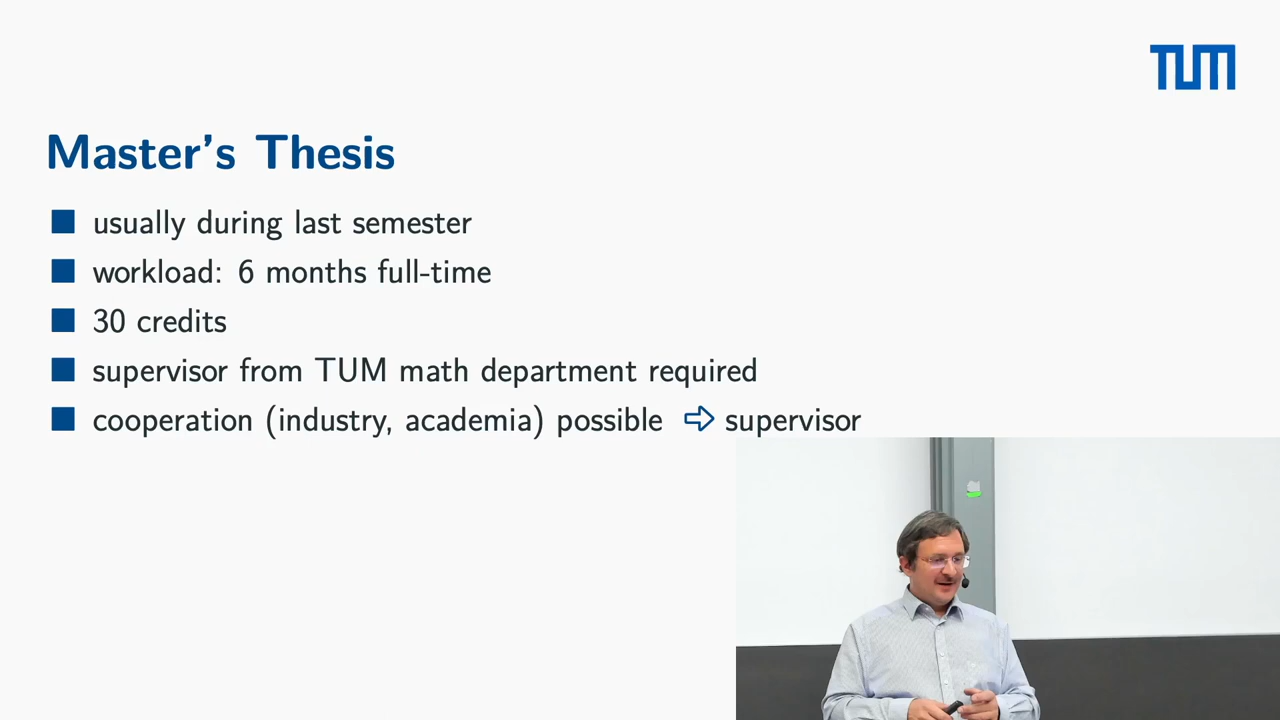 TUM
Master's Thesis
usually during last semester
workload: 6 months full-time
30 credits
supervisor from TUM math department required
cooperation (industry, academia) possible ⇨ supervisor